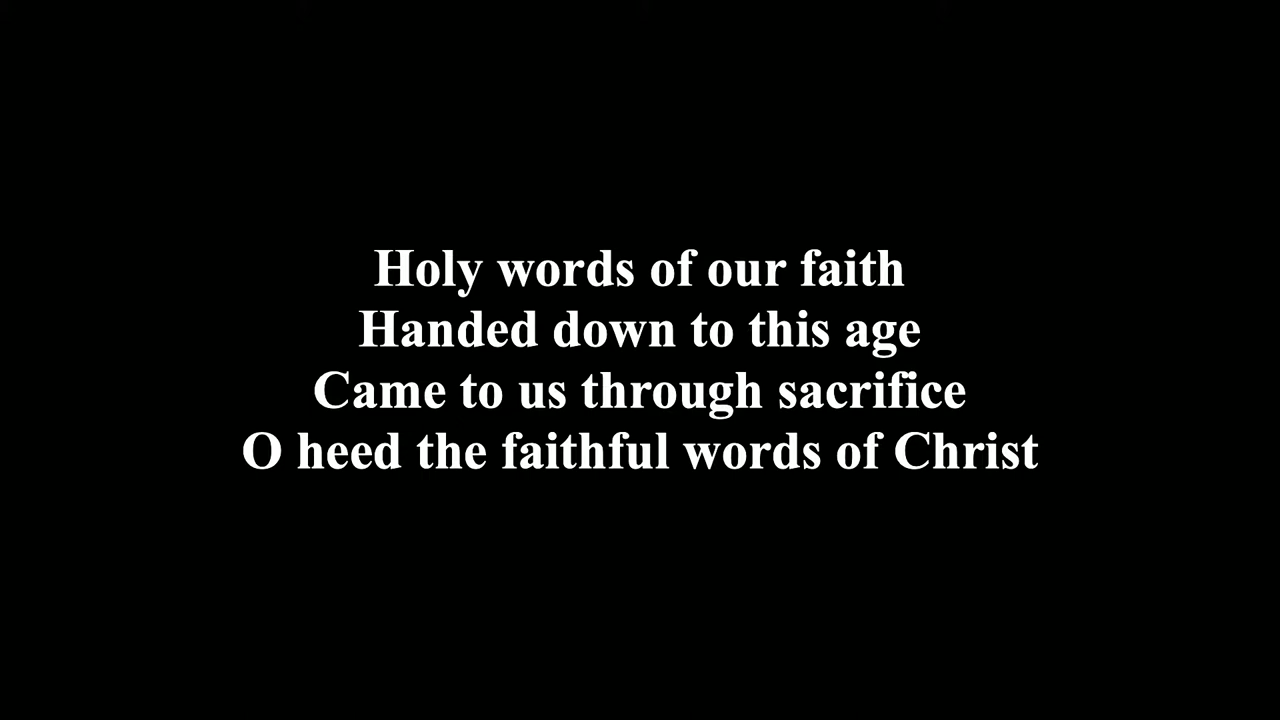 Holy words of our faith
Handed down to this age
Came to us through sacrifice
O heed the faithful words of Christ